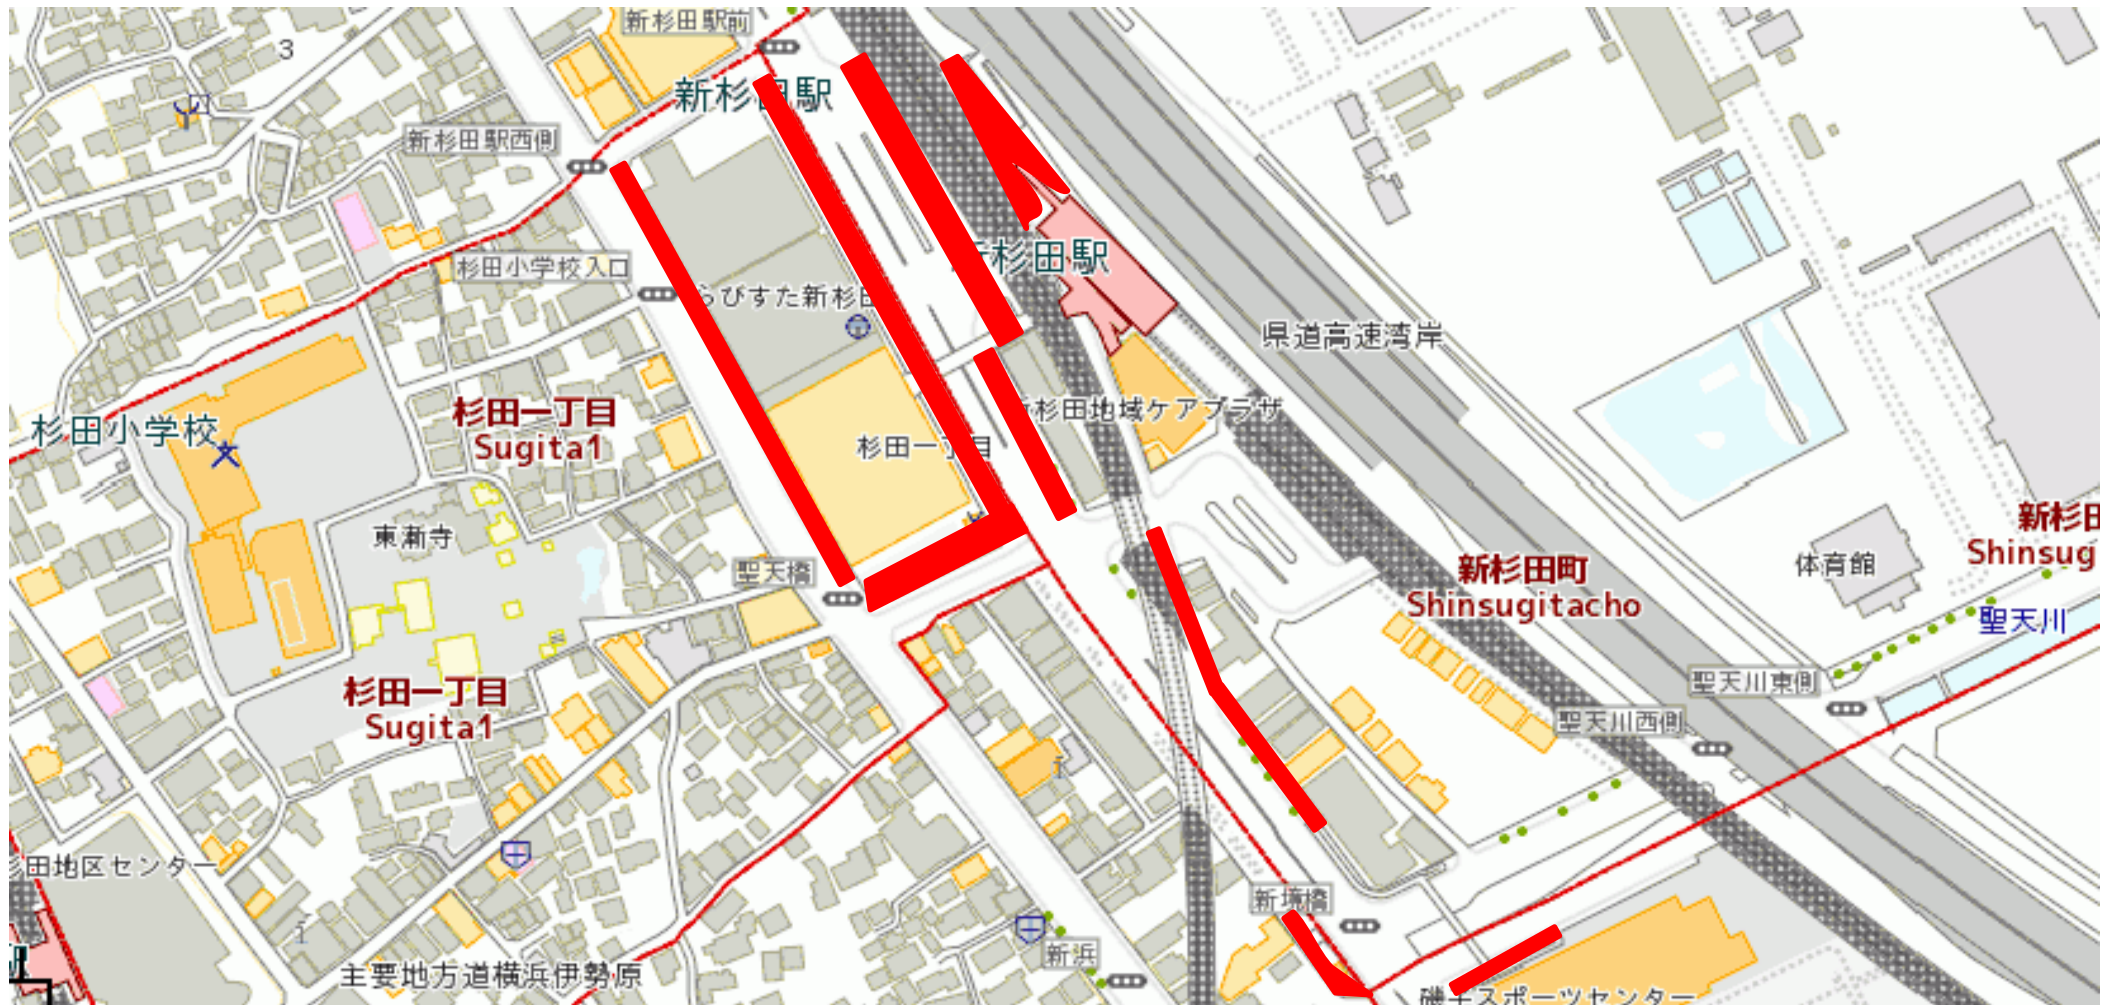 新杉田駅前
3
新杉田駅
新杉田駅西側
杉田小学校入口
杉田駅
らびすた新杉田
県道高速湾岸
杉田一丁目
Sugita1
杉田小学校
杉田地域ケアプラザ
杉田一丁目
東漸寺
聖天橋
新杉田町
Shinsugitacho
体育館
新杉田
Shinsug
聖天川
聖天川東側
聖天川西側
杉田一丁目
Sugita1
杉田地区センター
新境橋
新浜
主要地方道横浜伊勢原
磯子スポーツセンター
駅